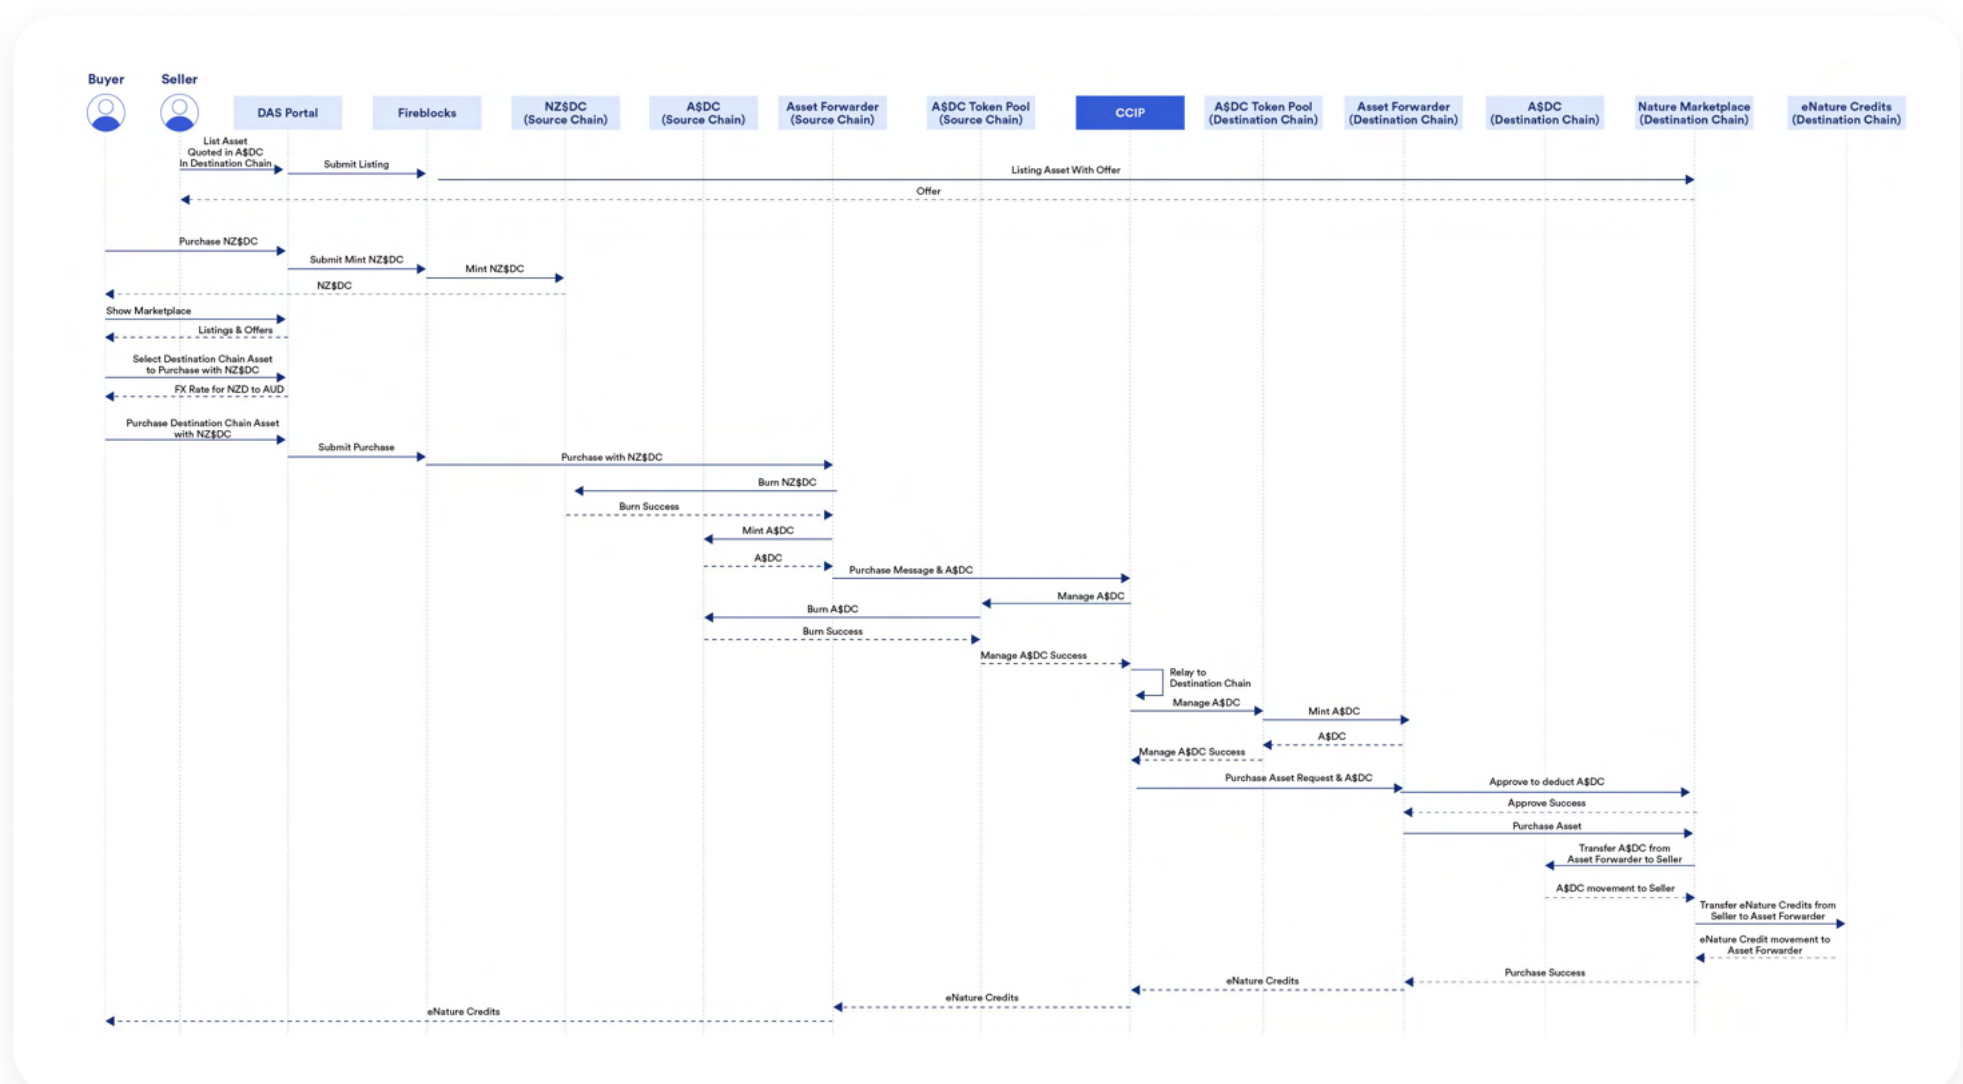 Buyer
Seller
DAS Portal
Fireblocks
NZ$DC
(Source Chain)
A$DC
(Source Chain)
Asset Forwarder
(Source Chain)
A$DC Token Pool
(Source Chain)
CCIP
A$DC Token Pool
(Destination Chain)
Asset Forwarder
(Destination Chain)
A$DC
(Destination Chain)
Nature Marketplace
(Destination Chain)
eNature Credits
(Destination Chain)
List Asset
Quoted in A$DC
In Destination Chain
Submit Listing
Listing Asset With Offer
Offer
Purchase NZ$DC
Submit Mint NZ$DC
Mint NZ$DC
NZ$DC
Show Marketplace
Listings & Offers
Select Destination Chain Asset
to Purchase with NZ$DC
FX Rate for NZD to AUD
Purchase Destination Chain Asset
with NZ$DC
Submit Purchase
Purchase with NZ$DC
Burn NZ$DC
Burn Success
Mint A$DC
A$DC
Purchase Message & A$DC
Manage A$DC
Burn A$DC
Burn Success
Manage A$DC Success
Relay to
Destination Chain
Manage A$DC
Mint A$DC
A$DC
Manage A$DC Success
Purchase Asset Request & A$DC
Approve to deduct A$DC
Approve Success
Purchase Asset
Transfer A$DC from
Asset Forwarder to Seller
A$DC movement to Seller
Transfer eNature Credits from
Seller to Asset Forwarder
eNature Credit movement to
Asset Forwarder
Purchase Success
eNature Credits
eNature Credits
eNature Credits